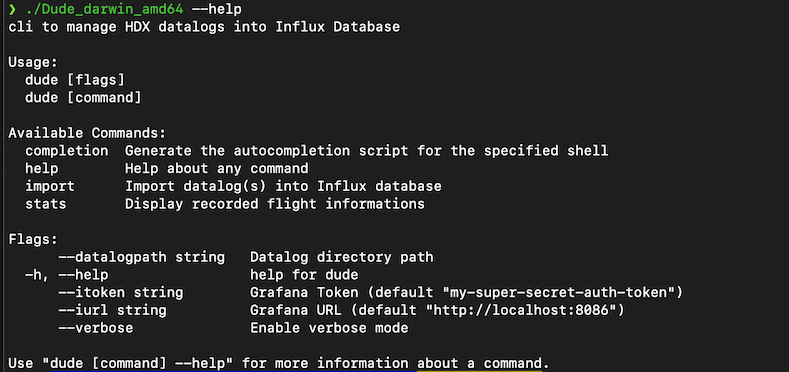 ❯ ./Dude_darwin_amd64 --help
cli to manage HDX datalogs into Influx Database

Usage:
  dude [flags]
  dude [command]

Available Commands:
  completion  Generate the autocompletion script for the specified shell
  help        Help about any command
  import      Import datalog(s) into Influx database
  stats       Display recorded flight informations

Flags:
      --datalogpath string   Datalog directory path
  -h, --help                 help for dude
      --itoken string        Grafana Token (default "my-super-secret-auth-token")
      --iurl string          Grafana URL (default "http://localhost:8086")
      --verbose              Enable verbose mode

Use "dude [command] --help" for more information about a command.